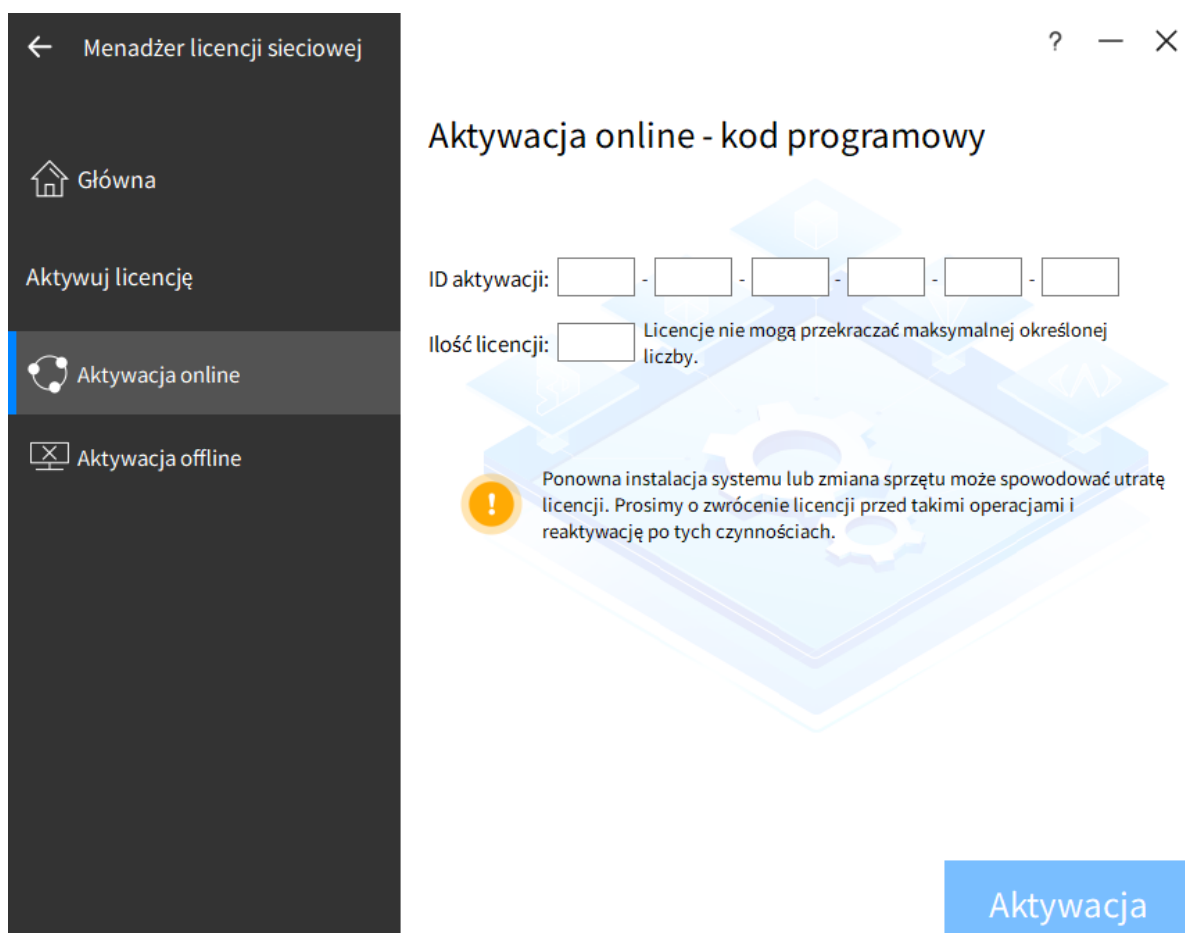 Menadżer licencji sieciowej
?
Aktywacja online - kod programowy
Główna
Aktywuj licencję
ID aktywacji: - - - - -
Ilość licencji: Licencje nie mogą przekraczać maksymalnej określonej
liczby.
Aktywacja online
Aktywacja offline
! Ponowna instalacja systemu lub zmiana sprzętu może spowodować utratę
licencji. Prosimy o zwrócenie licencji przed takimi operacjami i
reaktywację po tych czynnościach.
Aktywacja